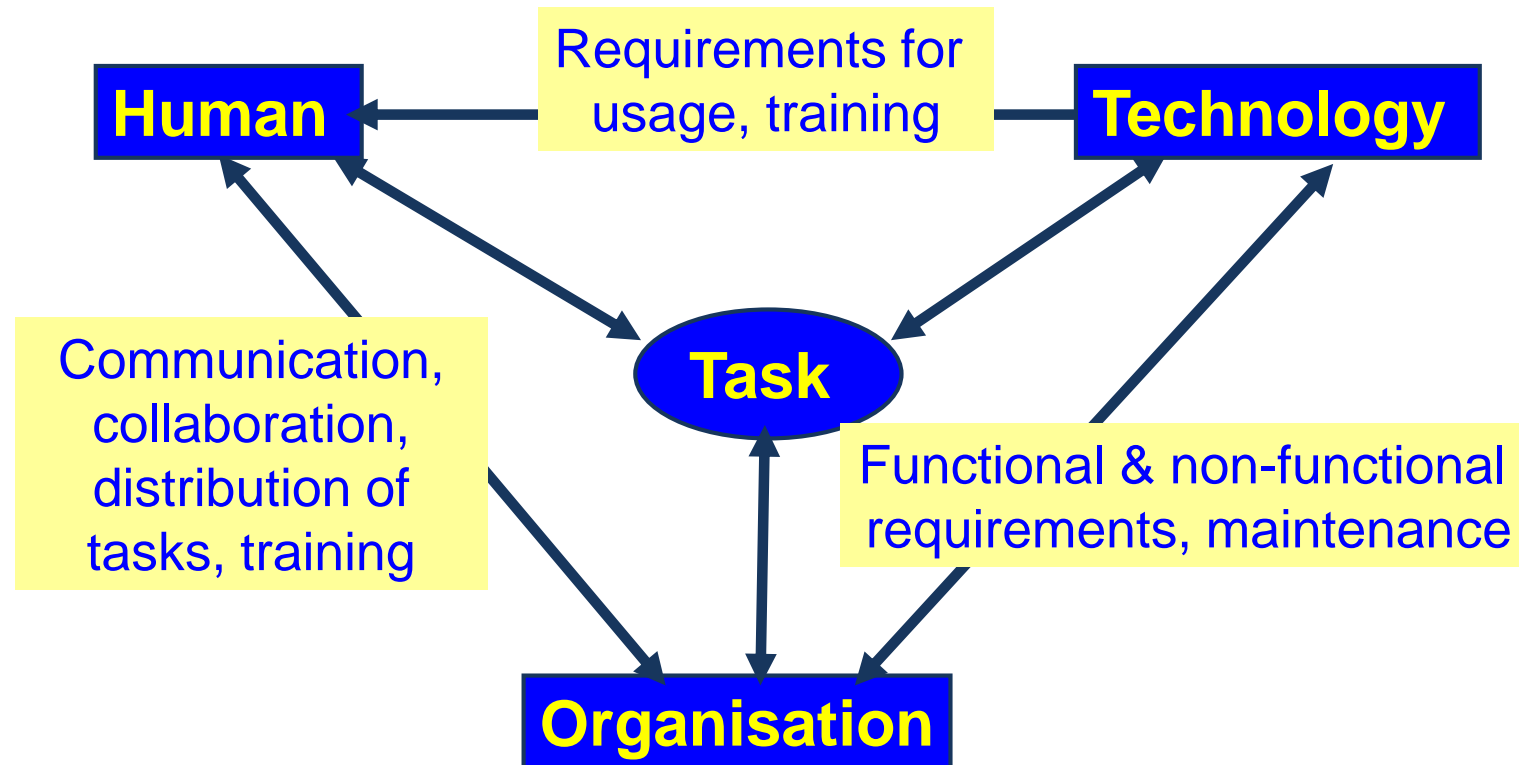 Requirements for
usage, training
Human
Technology
Communication,
collaboration,
distribution of
tasks, training
Task
Functional & non-functional
requirements, maintenance
Organisation